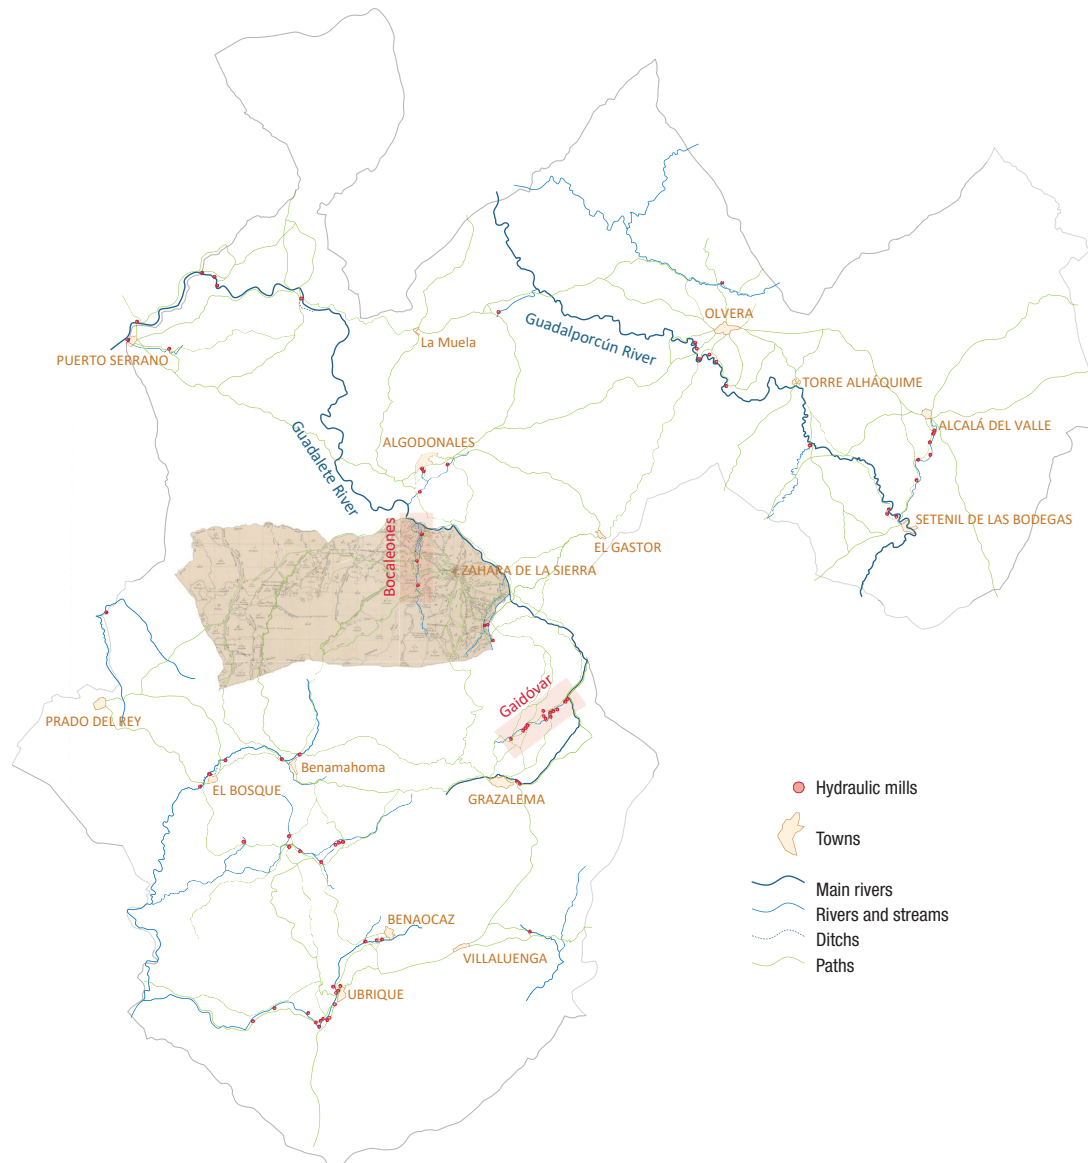 OLVERA
Guadalporcún River
La Muela
PUERTO SERRANO
TORRE ALHÁQUIME
ALCALÁ DEL VALLE
ALGODONALES
Guadalete River
SETENIL DE LAS BODEGAS
EL GASTOR
Bocaleones
ZAHARA DE LA SIERRA
Gaidóvar
PRADO DEL REY
Benamahoma
EL BOSQUE
GRAZALEMA
Hydraulic mills
Towns
Main rivers
Rivers and streams
Ditchs
Paths
BENAOCAZ
VILLALUENGA
UBRIQUE